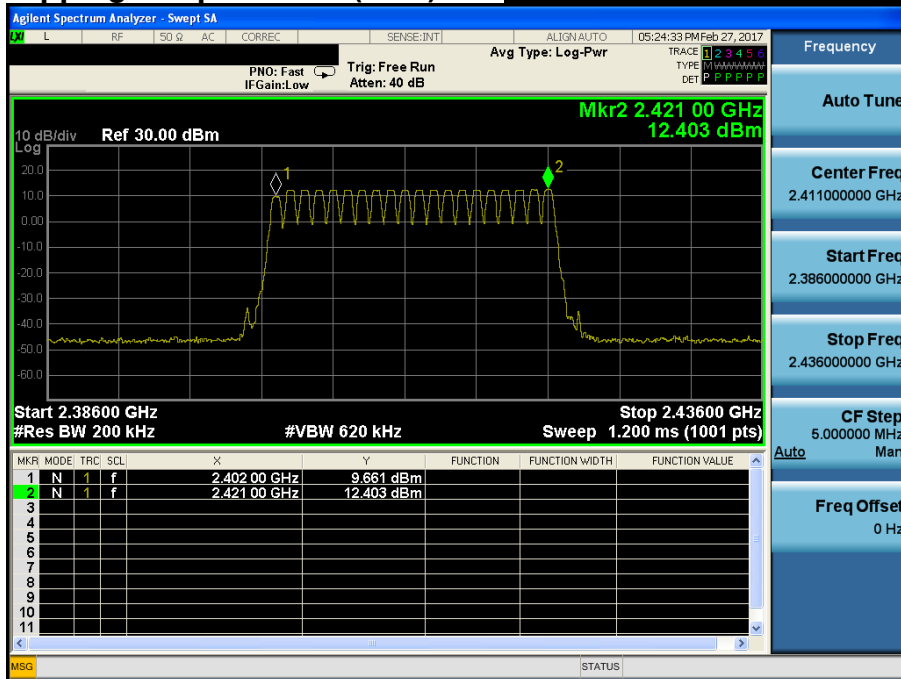 Agilent Spectrum Analyzer - Swept SA
LXI L RF 50 Ω AC CORREC SENSE:INT ALIGN AUTO 05:24:33 PM Feb 27, 2017
Frequency
Avg Type: Log-Pwr TRACE 1 2 3 4 5 6
PNO: Fast Trig: Free Run TYPE M W W W W W
IFGain:Low Atten: 40 dB DET P P P P P P
Auto Tune
Mkr2 2.421 00 GHz
10 dB/div Ref 30.00 dBm 12.403 dBm
Log
20.0
1
2
10.0
0.00
-10.0
-20.0
-30.0
-40.0
-50.0
-60.0
Center Freq
2.411000000 GHz
Start Freq
2.386000000 GHz
Stop Freq
2.436000000 GHz
Start 2.38600 GHz Stop 2.43600 GHz
#Res BW 200 kHz #VBW 620 kHz Sweep 1.200 ms (1001 pts)
CF Step
5.000000 MHz
Auto Man
MKR MODE TRC SCL X Y FUNCTION FUNCTION WIDTH FUNCTION VALUE
1 N 1 f 2.402 00 GHz 9.661 dBm
2 N 1 f 2.421 00 GHz 12.403 dBm
3
4
5
6
7
8
9
10
11
Freq Offset
0 Hz
MSG STATUS